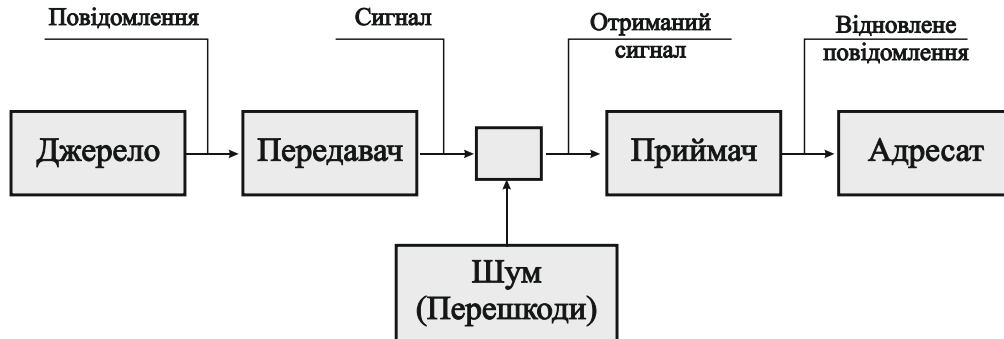 Повідомлення
Сигнал
Отриманий
сигнал
Відновлене
повідомлення
Джерело
Передавач
Приймач
Адресат
Шум
(Перешкоди)